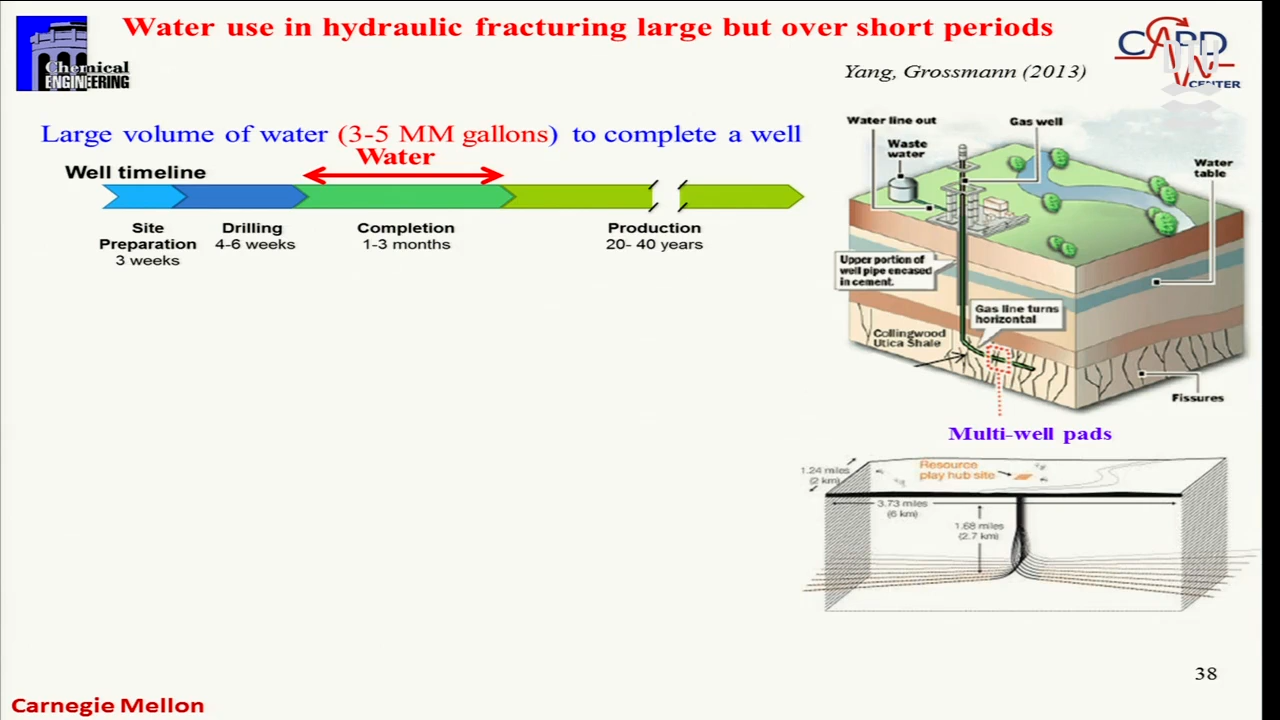 Water use in hydraulic fracturing large but over short periods
Chemical
ENGINEERING
CAPD
CENTER
Yang, Grossmann (2013)
Large volume of water (3-5 MM gallons) to complete a well
Water
Well timeline
Site
Preparation
3 weeks
Drilling
4-6 weeks
Completion
1-3 months
Production
20- 40 years
Water line out
Gas well
Waste
water
Water
table
Upper portion of
well pipe encased
in cement.
Gas line turns
horizontal
Collingwood
Utica Shale
Fissures
Multi-well pads
1.24 miles
(2 km)
Resource
play hub site
3.73 miles
(6 km)
1.68 miles
(2.7 km)
38
Carnegie Mellon